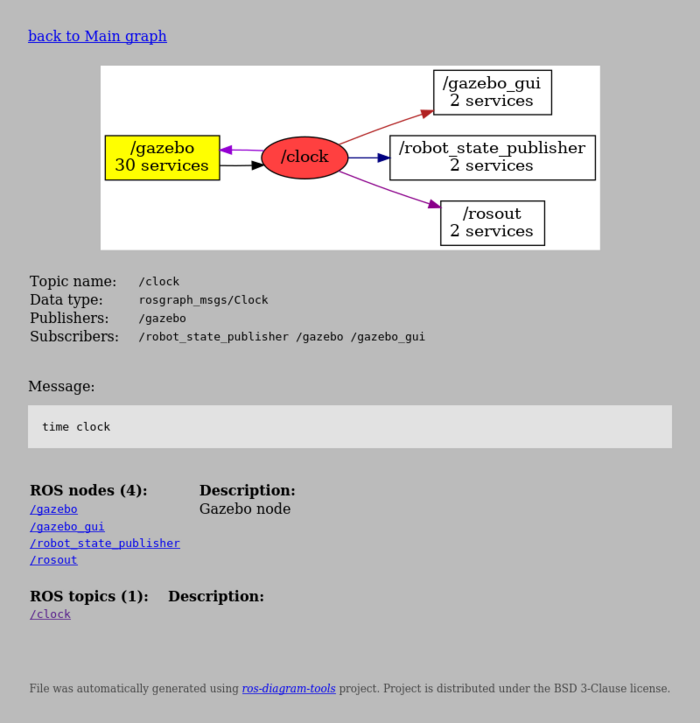 back to Main graph
/gazebo_gui
2 services
/gazebo
30 services
/clock
/robot_state_publisher
2 services
/rosout
2 services
Topic name: /clock
Data type: rosgraph_msgs/Clock
Publishers: /gazebo
Subscribers: /robot_state_publisher /gazebo /gazebo_gui
Message:
time clock
ROS nodes (4): Description:
/gazebo Gazebo node
/gazebo_gui
/robot_state_publisher
/rosout
ROS topics (1): Description:
/clock
File was automatically generated using ros-diagram-tools project. Project is distributed under the BSD 3-Clause license.